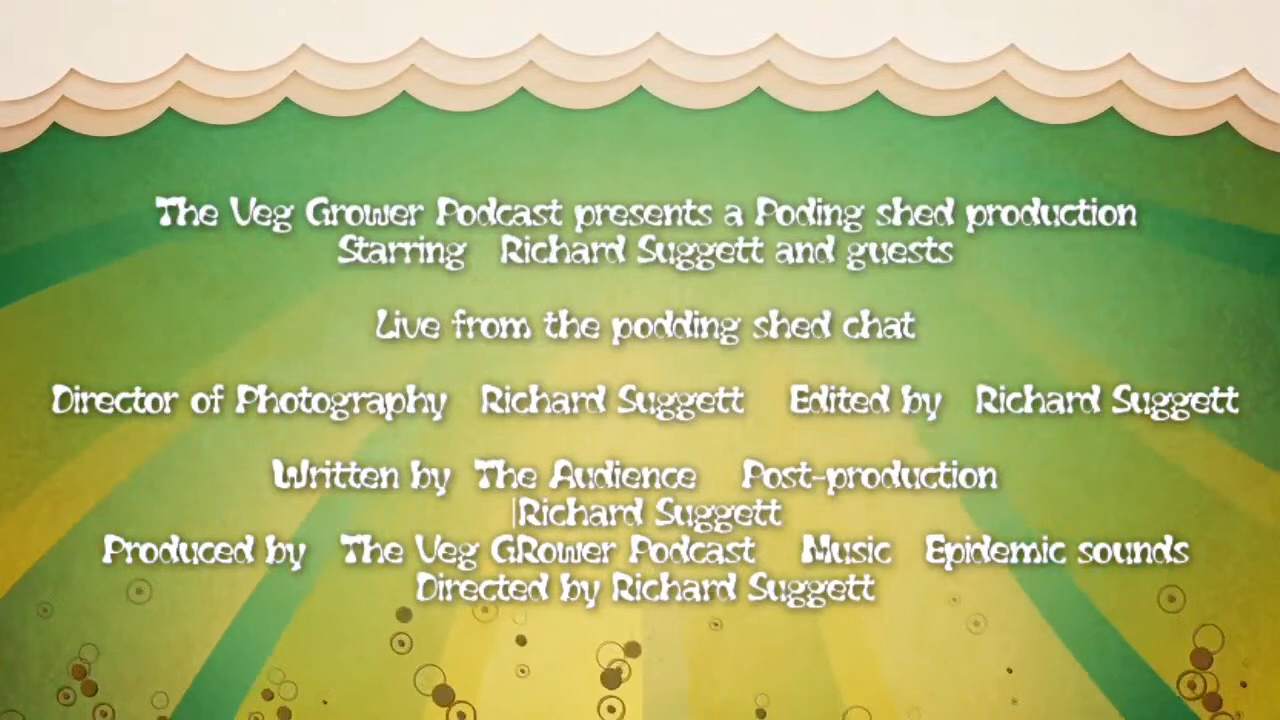 The Veg Grower Podcast presents a Poding shed production
Starring Richard Suggett and guests
Live from the podding shed chat
Director of Photography Richard Suggett Edited by Richard Suggett
Written by The Audience Post-production
|Richard Suggett
Produced by The Veg GRower Podcast Music Epidemic sounds
Directed by Richard Suggett